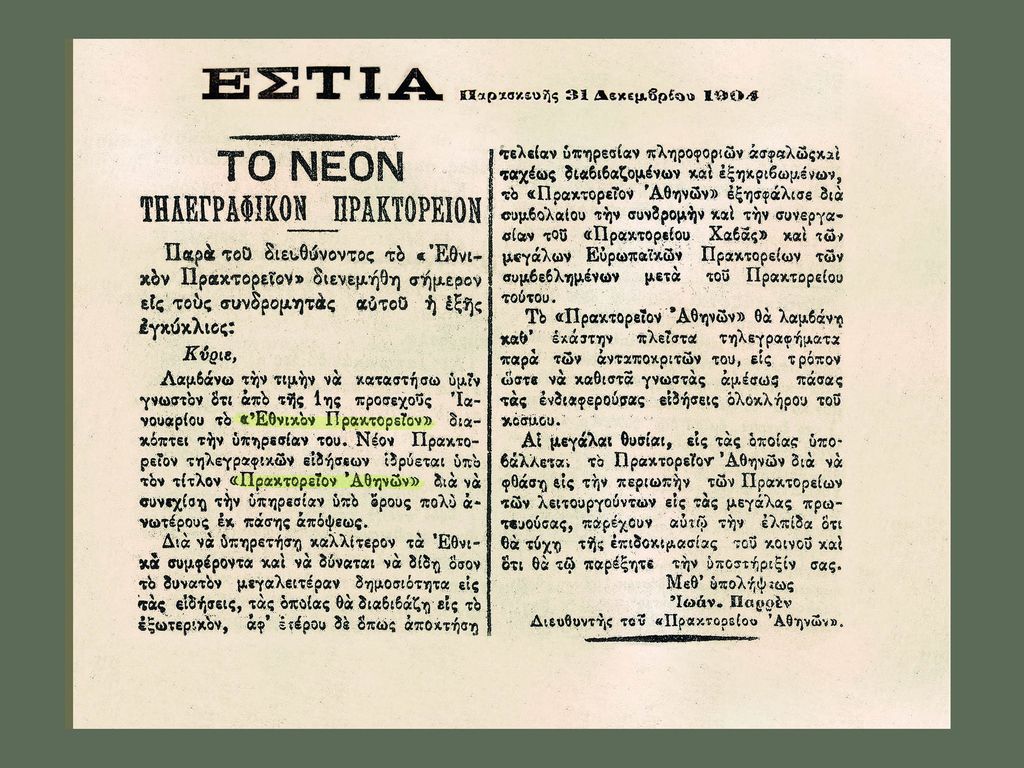 ΕΣΤΙΑ Παρασκευῆς 31 Δεκεμβρίου 1904
ΤΟ ΝΕΟΝ
ΤΗΛΕΓΡΑΦΙΚΟΝ ΠΡΑΚΤΟΡΕΙΟΝ
Παρὰ τοῦ διευθύνοντος τὸ «Ἐθνι-
κὸν Πρακτορεῖον» διενεμήθη σήμερον
εἰς τοὺς συνδρομητὰς αὐτοῦ ἡ ἑξῆς
ἐγκύκλιος:
Κύριε,
Λαμβάνω τὴν τιμὴν νὰ καταστήσω ὑμῖν
γνωστὸν ὅτι ἀπὸ τῆς 1ης προσεχοῦς Ἰα-
νουαρίου τὸ «Ἐθνικὸν Πρακτορεῖον» δια-
κόπτει τὴν ὑπηρεσίαν του. Νέον Πρακτο-
ρεῖον τηλεγραφικῶν εἰδήσεων ἱδρύεται ὑπὸ
τὸν τίτλον «Πρακτορεῖον Ἀθηνῶν» διὰ νὰ
συνεχίσῃ τὴν ὑπηρεσίαν ὑπὸ ὅρους πολὺ ἀ-
νωτέρους ἐκ πάσης ἀπόψεως.
Διὰ νὰ ὑπηρετήσῃ καλλίτερον τὰ Ἐθνι-
κὰ συμφέροντα καὶ νὰ δύναται νὰ δίδῃ ὅσον
τὸ δυνατὸν μεγαλειτέραν δημοσιότητα εἰς
τὰς εἰδήσεις, τὰς ὁποίας θὰ διαβιβάζῃ εἰς τὸ
ἐξωτερικὸν, ἀφ' ἑτέρου δὲ ὅπως ἀποκτήσῃ
τελείαν ὑπηρεσίαν πληροφοριῶν ἀσφαλῶς καὶ
ταχέως διαβιβαζομένων καὶ ἐξηκριβωμένων,
τὸ «Πρακτορεῖον Ἀθηνῶν» ἐξησφάλισε διὰ
συμβολαίου τὴν συνδρομὴν καὶ τὴν συνεργα-
σίαν τοῦ «Πρακτορείου Χαβᾶς» καὶ τῶν
μεγάλων Εὐρωπαϊκῶν Πρακτορείων τῶν
συμβεβλημένων μετὰ τοῦ Πρακτορείου
τούτου.
Τὸ «Πρακτορεῖον Ἀθηνῶν» θὰ λαμβάνῃ
καθ' ἑκάστην πλεῖστα τηλεγραφήματα
παρὰ τῶν ἀνταποκριτῶν του, εἰς τρόπον
ὥστε νὰ καθιστᾷ γνωστὰς ἀμέσως πάσας
τὰς ἐνδιαφερούσας εἰδήσεις ὁλοκλήρου τοῦ
κόσμου.
Αἱ μεγάλαι θυσίαι, εἰς τὰς ὁποίας ὑπο-
βάλλεται τὸ Πρακτορεῖον Ἀθηνῶν διὰ νὰ
φθάσῃ εἰς τὴν περιωπὴν τῶν Πρακτορείων
τῶν λειτουργούντων εἰς τὰς μεγάλας πρω-
τευούσας, παρέχουν αὐτῷ τὴν ἐλπίδα ὅτι
θὰ τύχῃ τῆς ἐπιδοκιμασίας τοῦ κοινοῦ καὶ
ὅτι θὰ τῷ παρέξητε τὴν ὑποστήριξίν σας.
Μεθ' ὑπολήψεως
Ἰωάν. Παρρὲν
Διευθυντὴς τοῦ «Πρακτορείου Ἀθηνῶν».